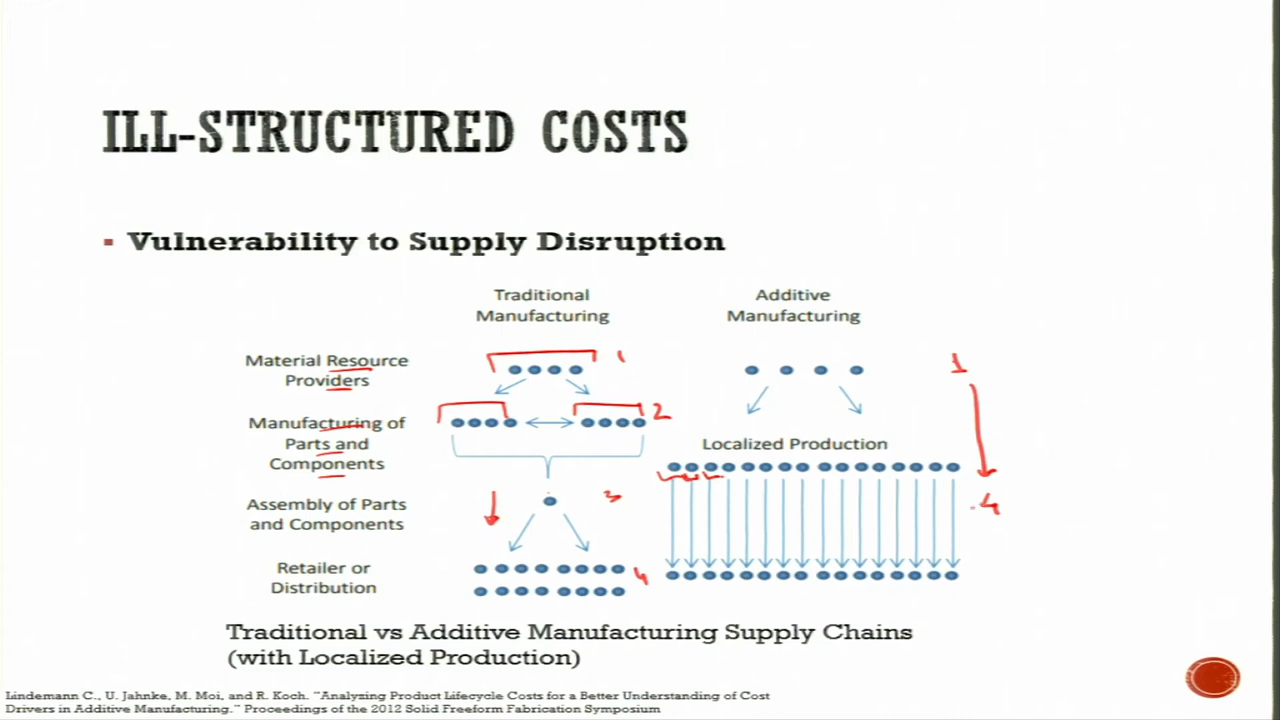 ILL-STRUCTURED COSTS
Vulnerability to Supply Disruption
Traditional
Manufacturing
Additive
Manufacturing
Material Resource
Providers
1
1
Manufacturing of
Parts and
Components
2
Localized Production
Assembly of Parts
and Components
3
4
Retailer or
Distribution
4
Traditional vs Additive Manufacturing Supply Chains
(with Localized Production)
Lindemann C., U. Jahnke, M. Moi, and R. Koch. "Analyzing Product Lifecycle Costs for a Better Understanding of Cost
Drivers in Additive Manufacturing." Proceedings of the 2012 Solid Freeform Fabrication Symposium